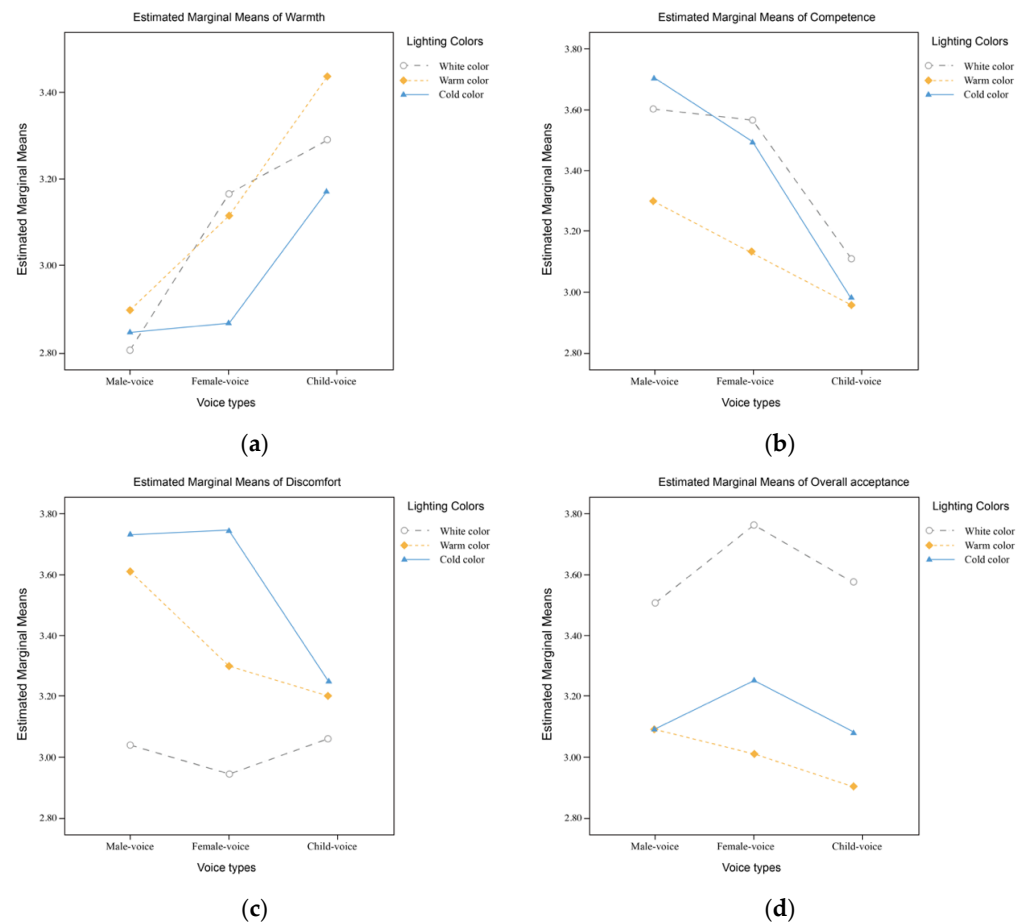 Estimated Marginal Means of Warmth
Lighting Colors
White color
Warm color
Cold color
Estimated Marginal Means
3.40
3.20
3.00
2.80
Male-voice Female-voice Child-voice
Voice types
(a)
Estimated Marginal Means of Competence
Lighting Colors
White color
Warm color
Cold color
Estimated Marginal Means
3.80
3.60
3.40
3.20
3.00
2.80
Male-voice Female-voice Child-voice
Voice types
(b)
Estimated Marginal Means of Discomfort
Lighting Colors
White color
Warm color
Cold color
Estimated Marginal Means
3.80
3.60
3.40
3.20
3.00
2.80
Male-voice Female-voice Child-voice
Voice types
(c)
Estimated Marginal Means of Overall acceptance
Lighting Colors
White color
Warm color
Cold color
Estimated Marginal Means
3.80
3.60
3.40
3.20
3.00
2.80
Male-voice Female-voice Child-voice
Voice types
(d)